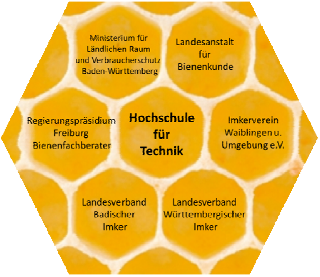 Ministerium für
Ländlichen Raum
und Verbraucherschutz
Baden-Württemberg
Landesanstalt
für
Bienenkunde
Regierungspräsidium
Freiburg
Bienenfachberater
Hochschule
für
Technik
Imkerverein
Waiblingen u.
Umgebung e.V.
Landesverband
Badischer
Imker
Landesverband
Württembergischer
Imker